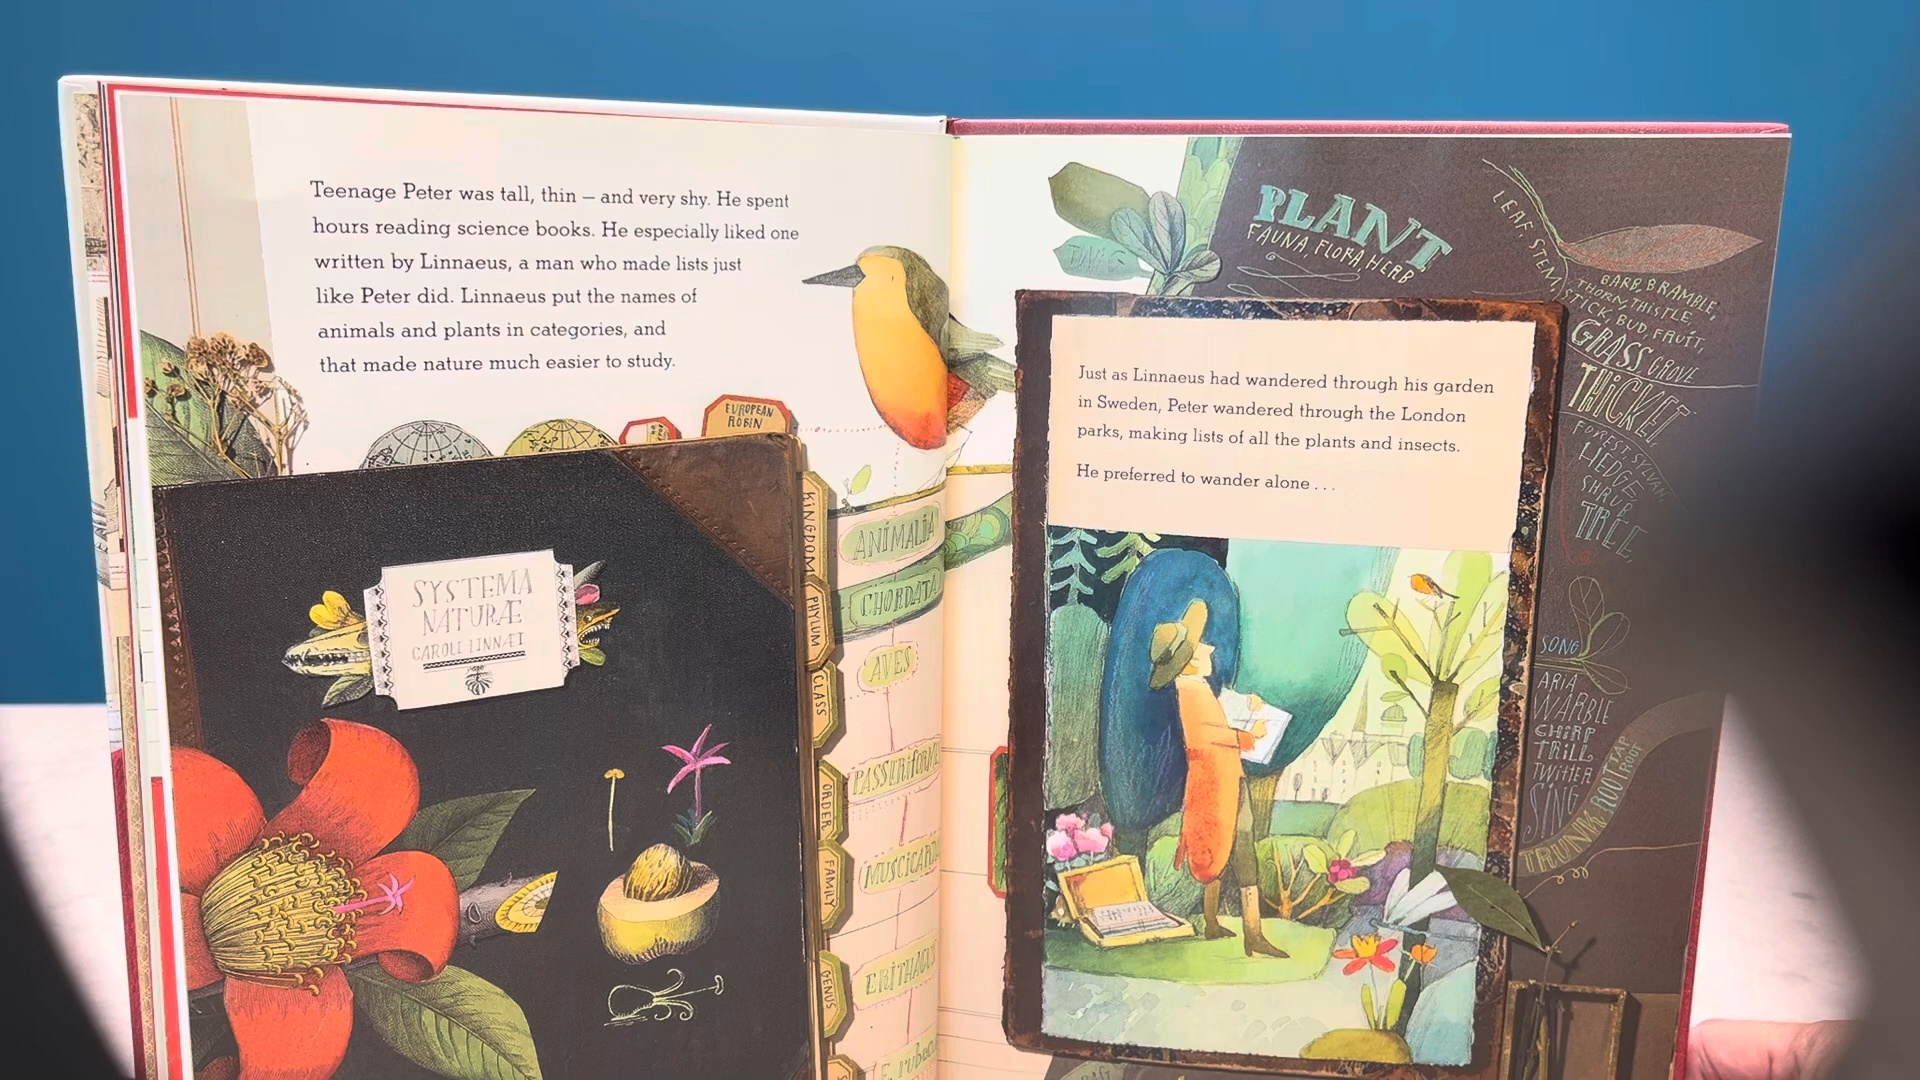 Teenage Peter was tall, thin — and very shy. He spent
hours reading science books. He especially liked one
written by Linnaeus, a man who made lists just
like Peter did. Linnaeus put the names of
animals and plants in categories, and
that made nature much easier to study.
EUROPEAN
ROBIN
SYSTEMA
NATURÆ
CAROLI LINNÆI
KINGDOM
ANIMALIA
PHYLUM
CHORDATA
CLASS
AVES
ORDER
PASSERIFORME
FAMILY
MUSCICAPID
GENUS
ERITHACUS
E. rubecu
PLANT
FAUNA, FLORA, HERB
LEAF, STEM, STICK, BUD, FRUIT,
BARB, BRAMBLE,
THORN, THISTLE,
GRASS, GROVE
THICKET
FOREST, SYLVAN
HEDGE
SHRUB
TREE
Just as Linnaeus had wandered through his garden
in Sweden, Peter wandered through the London
parks, making lists of all the plants and insects.
He preferred to wander alone . . .
SONG
ARIA
WARBLE
CHIRP
TRILL
TWITTER
SING
TRUNK ROOT TAP
ROOT